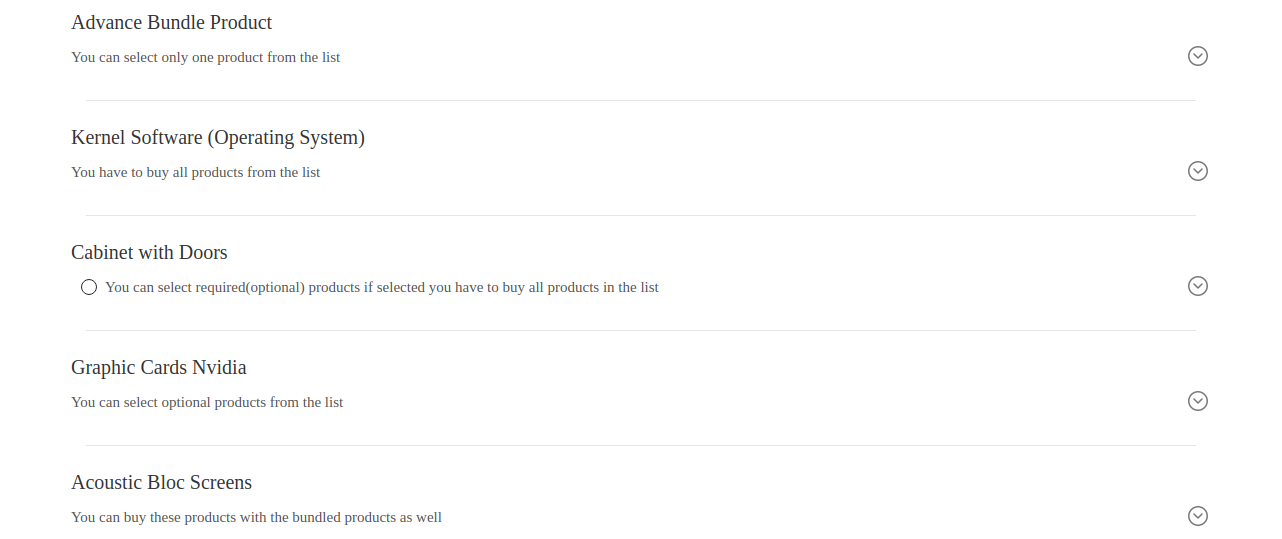 Advance Bundle Product
You can select only one product from the list
Kernel Software (Operating System)
You have to buy all products from the list
Cabinet with Doors
You can select required(optional) products if selected you have to buy all products in the list
Graphic Cards Nvidia
You can select optional products from the list
Acoustic Bloc Screens
You can buy these products with the bundled products as well